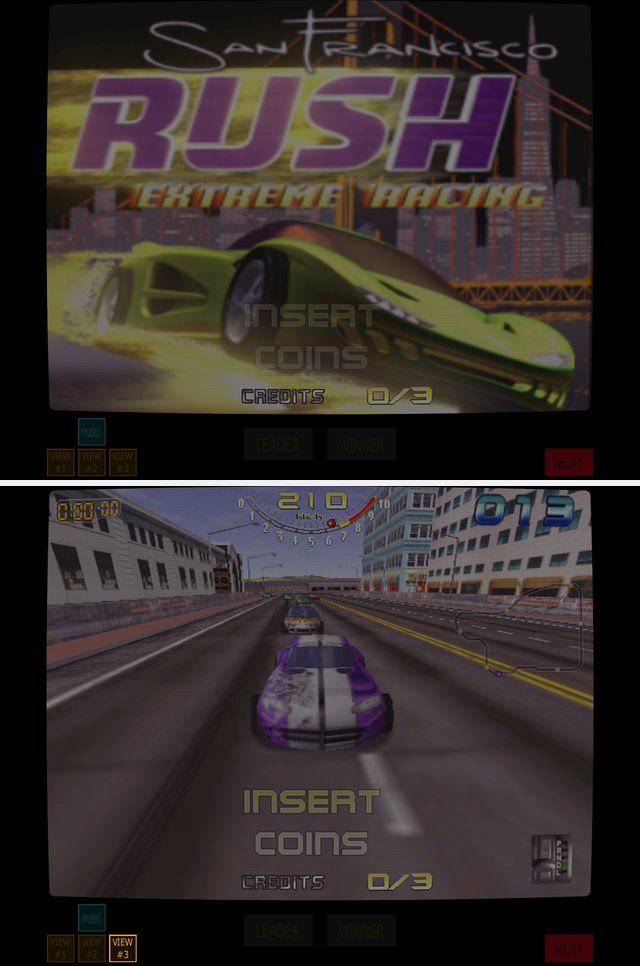 San Francisco
RUSH
EXTREME RACING
INSERT
COINS
CREDITS 0/3
MUSIC
VIEW #1
VIEW #2
VIEW #3
LEADER
WINNER
ABORT
0:00:00
210
km/h
0 1 2 3 4 5 6 7 8 9 10
013
PRNDL
INSERT
COINS
CREDITS 0/3
MUSIC
VIEW #1
VIEW #2
VIEW #3
LEADER
WINNER
ABORT